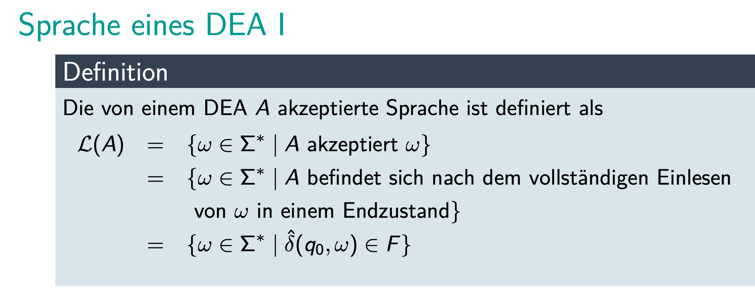 Sprache eines DEA I
Definition
Die von einem DEA A akzeptierte Sprache ist definiert als
ℒ(A) = {ω ∈ Σ* | A akzeptiert ω}
= {ω ∈ Σ* | A befindet sich nach dem vollständigen Einlesen
von ω in einem Endzustand}
= {ω ∈ Σ* | δ̂(q₀, ω) ∈ F}